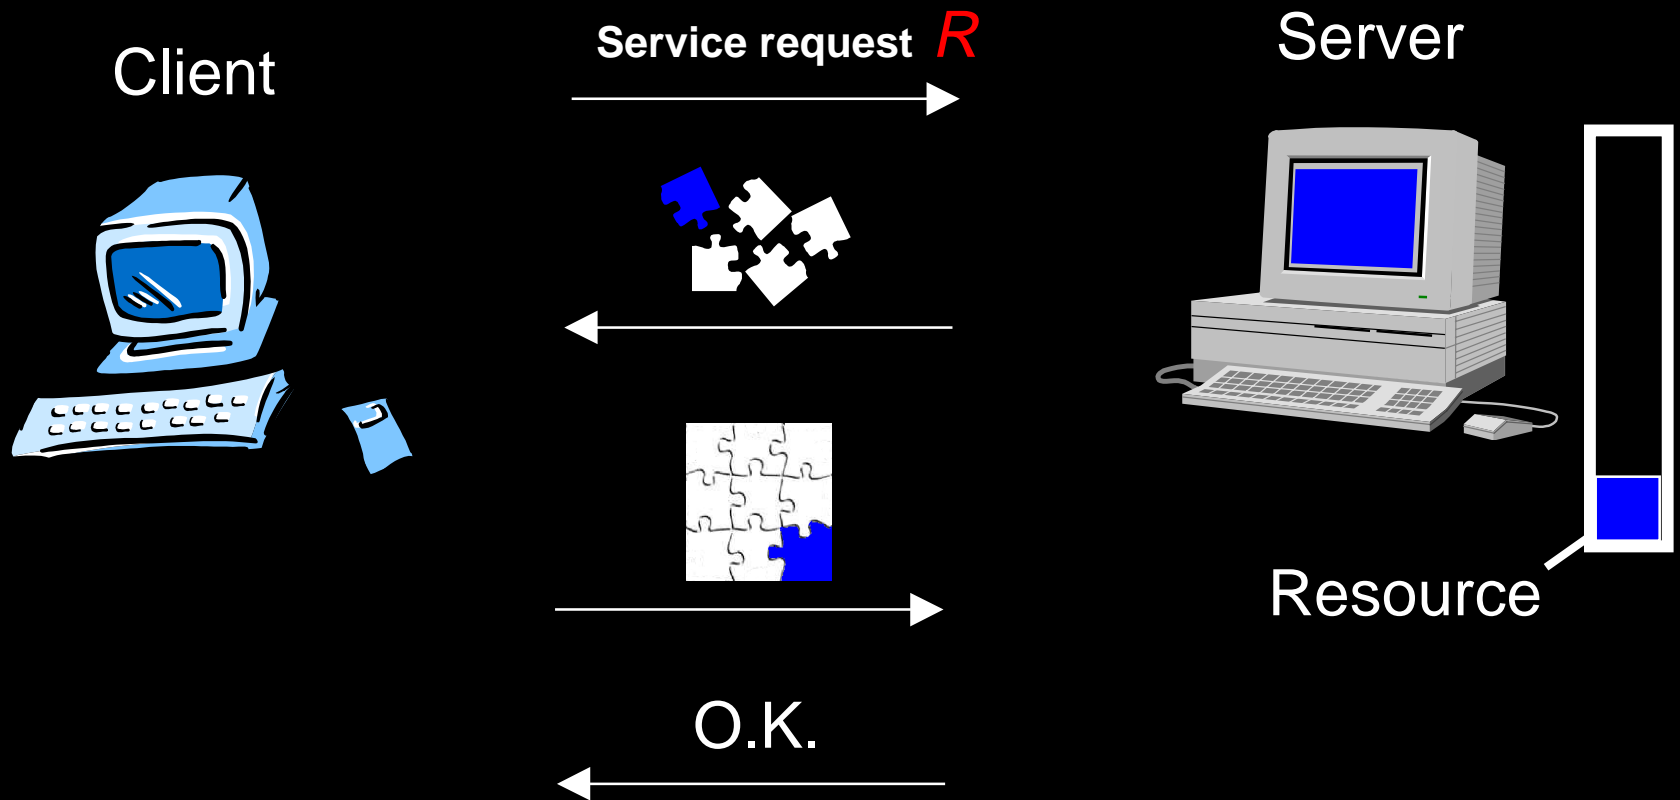 Client
Service request R
Server
Resource
O.K.